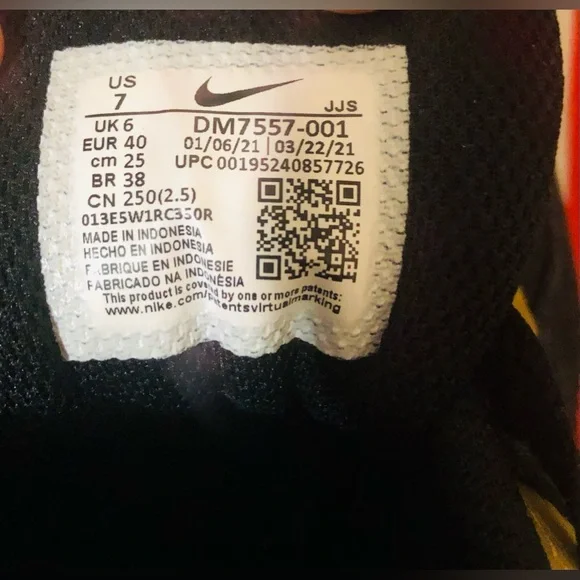 US
7
JJS
UK 6
EUR 40
cm 25
BR 38
CN 250(2.5)
DM7557-001
01/06/21 | 03/22/21
UPC 00195240857726
013E5W1RC350R
MADE IN INDONESIA
HECHO EN INDONESIA
FABRIQUE EN INDONESIE
FABRICADO NA INDONÉSIA
This product is covered by one or more patents:
www.nike.com/patentsvirtualmarking